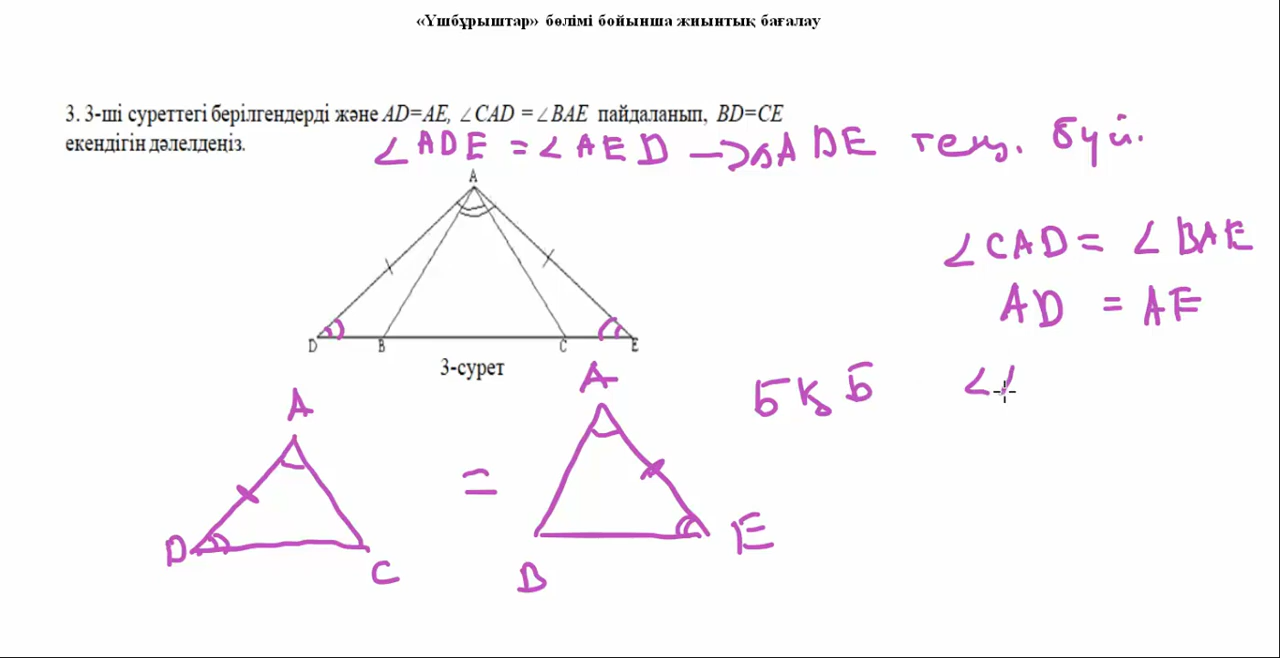 «Үшбұрыштар» бөлімі бойынша жиынтық бағалау
3. 3-ші суреттегі берілгендерді және AD=AE, ∠CAD = ∠BAE пайдаланып, BD=CE
екендігін дәлелдеңіз.
∠ADE = ∠AED → △ADE тең. бүй.
A
∠CAD = ∠BAE
AD = AE
D B C E
3-сурет
A
БҚБ ∠
A
=
D
E
C
B